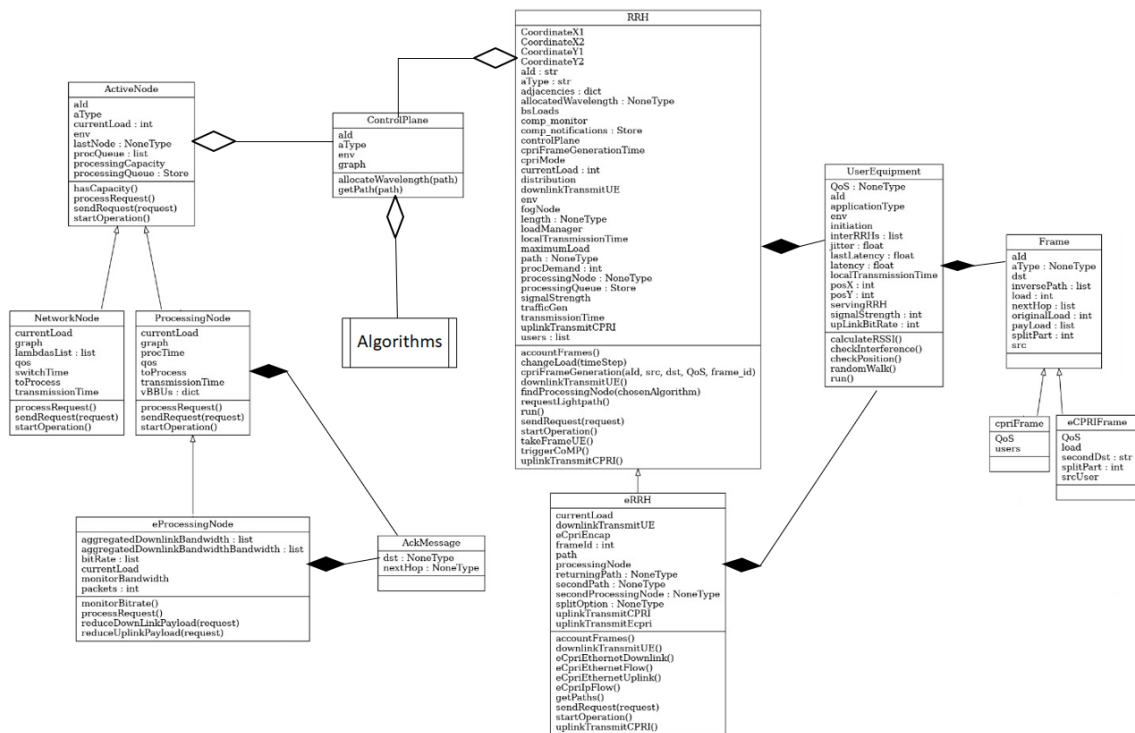 RRH
CoordinateX1
CoordinateX2
CoordinateY1
CoordinateY2
aId : str
aType : str
adjacencies : dict
allocatedWavelength : NoneType
bsLoads
comp_monitor
comp_notifications : Store
controlPlane
cpriFrameGenerationTime
cpriMode
currentLoad : int
distribution
downlinkTransmitUE
env
fogNode
length : NoneType
loadManager
localTransmissionTime
maximumLoad
path : NoneType
procDemand : int
processingNode : NoneType
processingQueue : Store
signalStrength
trafficGen
transmissionTime
uplinkTransmitCPRI
users : list
accountFrames()
changeLoad(timeStep)
cpriFrameGeneration(aId, src, dst, QoS, frame_id)
downlinkTransmitUE()
findProcessingNode(chosenAlgorithm)
requestLightpath()
run()
sendRequest(request)
startOperation()
takeFrameUE()
triggerCoMP()
uplinkTransmitCPRI()
ActiveNode
aId
aType
currentLoad : int
env
lastNode : NoneType
procQueue : list
processingCapacity
processingQueue : Store
hasCapacity()
processRequest()
sendRequest(request)
startOperation()
ControlPlane
aId
aType
env
graph
allocateWavelength(path)
getPath(path)
Algorithms
UserEquipment
QoS : NoneType
aId
applicationType
env
initiation
interRRHs : list
jitter : float
lastLatency : float
latency : float
localTransmissionTime
posX : int
posY : int
servingRRH
signalStrength : int
upLinkBitRate : int
calculateRSSI()
checkInterference()
checkPosition()
randomWalk()
run()
Frame
aId
aType : NoneType
dst
inversePath : list
load : int
nextHop : list
originalLoad : int
payLoad : list
splitPart : int
src
NetworkNode
currentLoad
graph
lambdasList : list
qos
switchTime
toProcess
transmissionTime
processRequest()
sendRequest(request)
startOperation()
ProcessingNode
currentLoad
graph
procTime
qos
toProcess
transmissionTime
vBBUs : dict
processRequest()
sendRequest(request)
startOperation()
cpriFrame
QoS
users
eCPRIFrame
QoS
load
secondDst : str
splitPart : int
srcUser
eProcessingNode
aggregatedDownlinkBandwidth : list
aggregatedDownlinkBandwidthBandwidth : list
bitRate : list
currentLoad
monitorBandwidth
packets : int
monitorBitrate()
processRequest()
reduceDownLinkPayload(request)
reduceUplinkPayload(request)
AckMessage
dst : NoneType
nextHop : NoneType
eRRH
currentLoad
downlinkTransmitUE
eCpriEncap
frameId : int
path
processingNode
returningPath : NoneType
secondPath : NoneType
secondProcessingNode : NoneType
splitOption : NoneType
uplinkTransmitCPRI
uplinkTransmitEcpri
accountFrames()
downlinkTransmitUE()
eCpriEthernetDownlink()
eCpriEthernetFlow()
eCpriEthernetUplink()
eCpriIpFlow()
getPaths()
sendRequest(request)
startOperation()
uplinkTransmitCPRI()